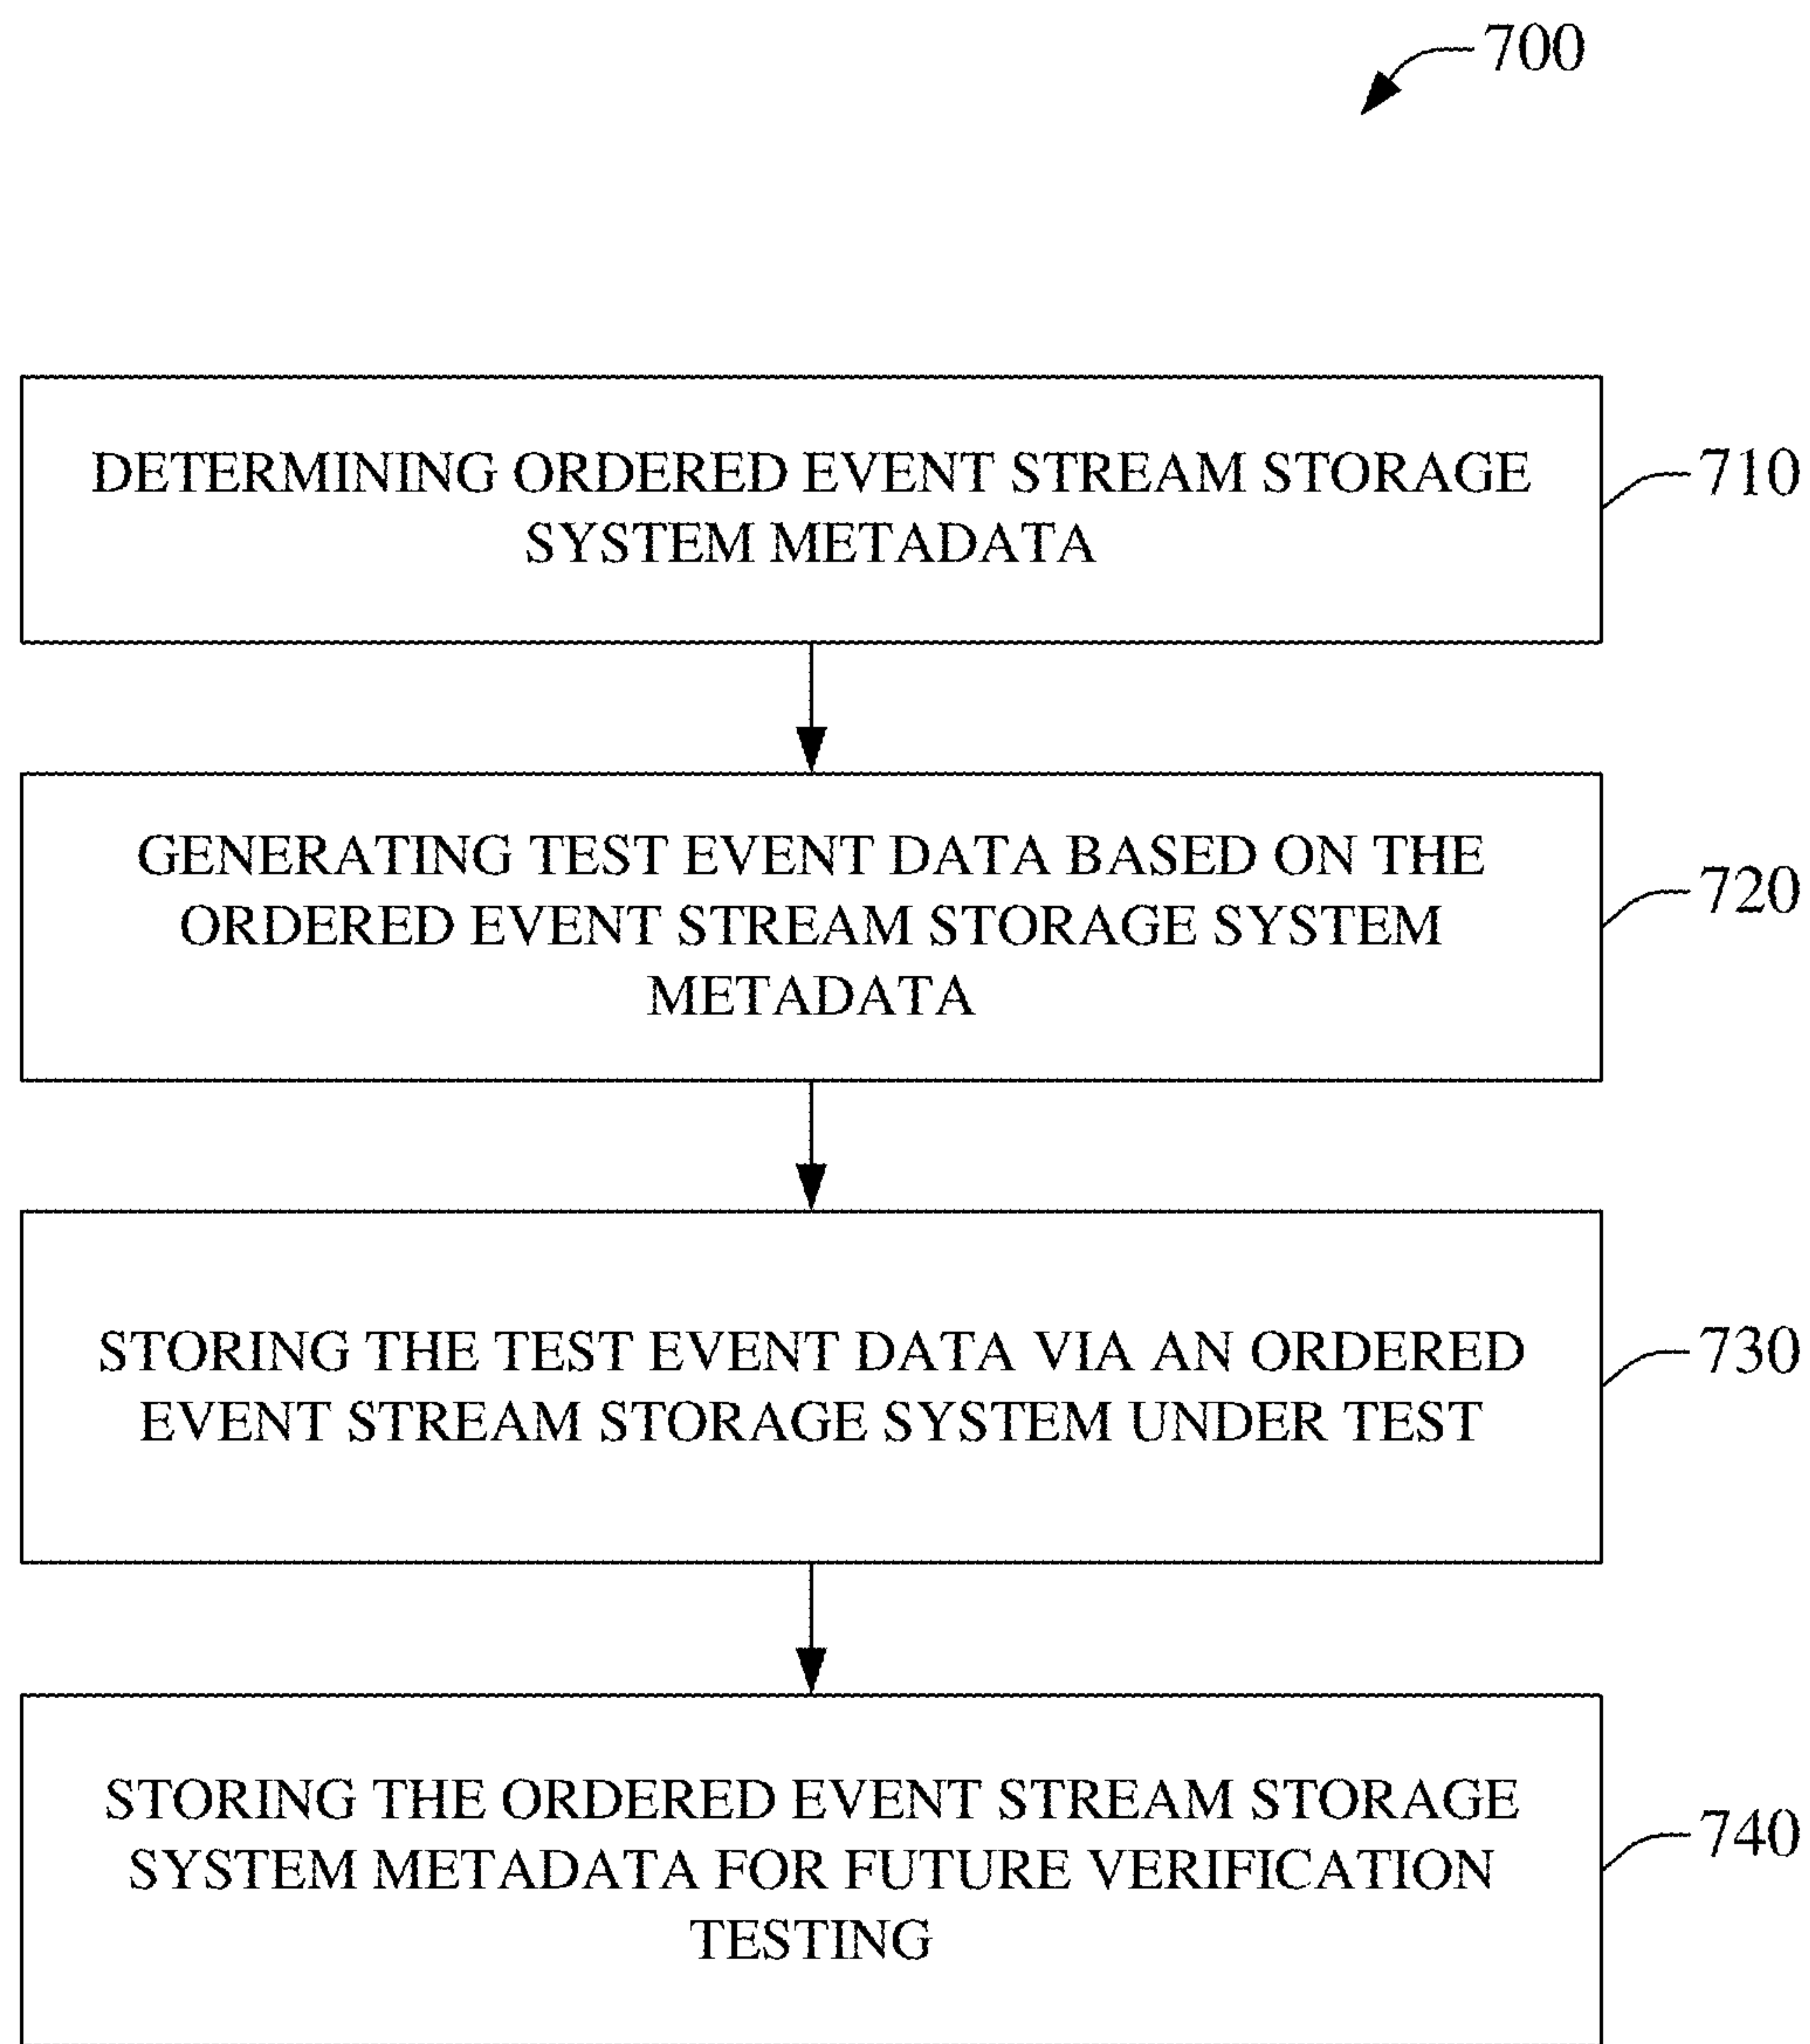 700
DETERMINING ORDERED EVENT STREAM STORAGE
SYSTEM METADATA
710
GENERATING TEST EVENT DATA BASED ON THE
ORDERED EVENT STREAM STORAGE SYSTEM
METADATA
720
STORING THE TEST EVENT DATA VIA AN ORDERED
EVENT STREAM STORAGE SYSTEM UNDER TEST
730
STORING THE ORDERED EVENT STREAM STORAGE
SYSTEM METADATA FOR FUTURE VERIFICATION
TESTING
740